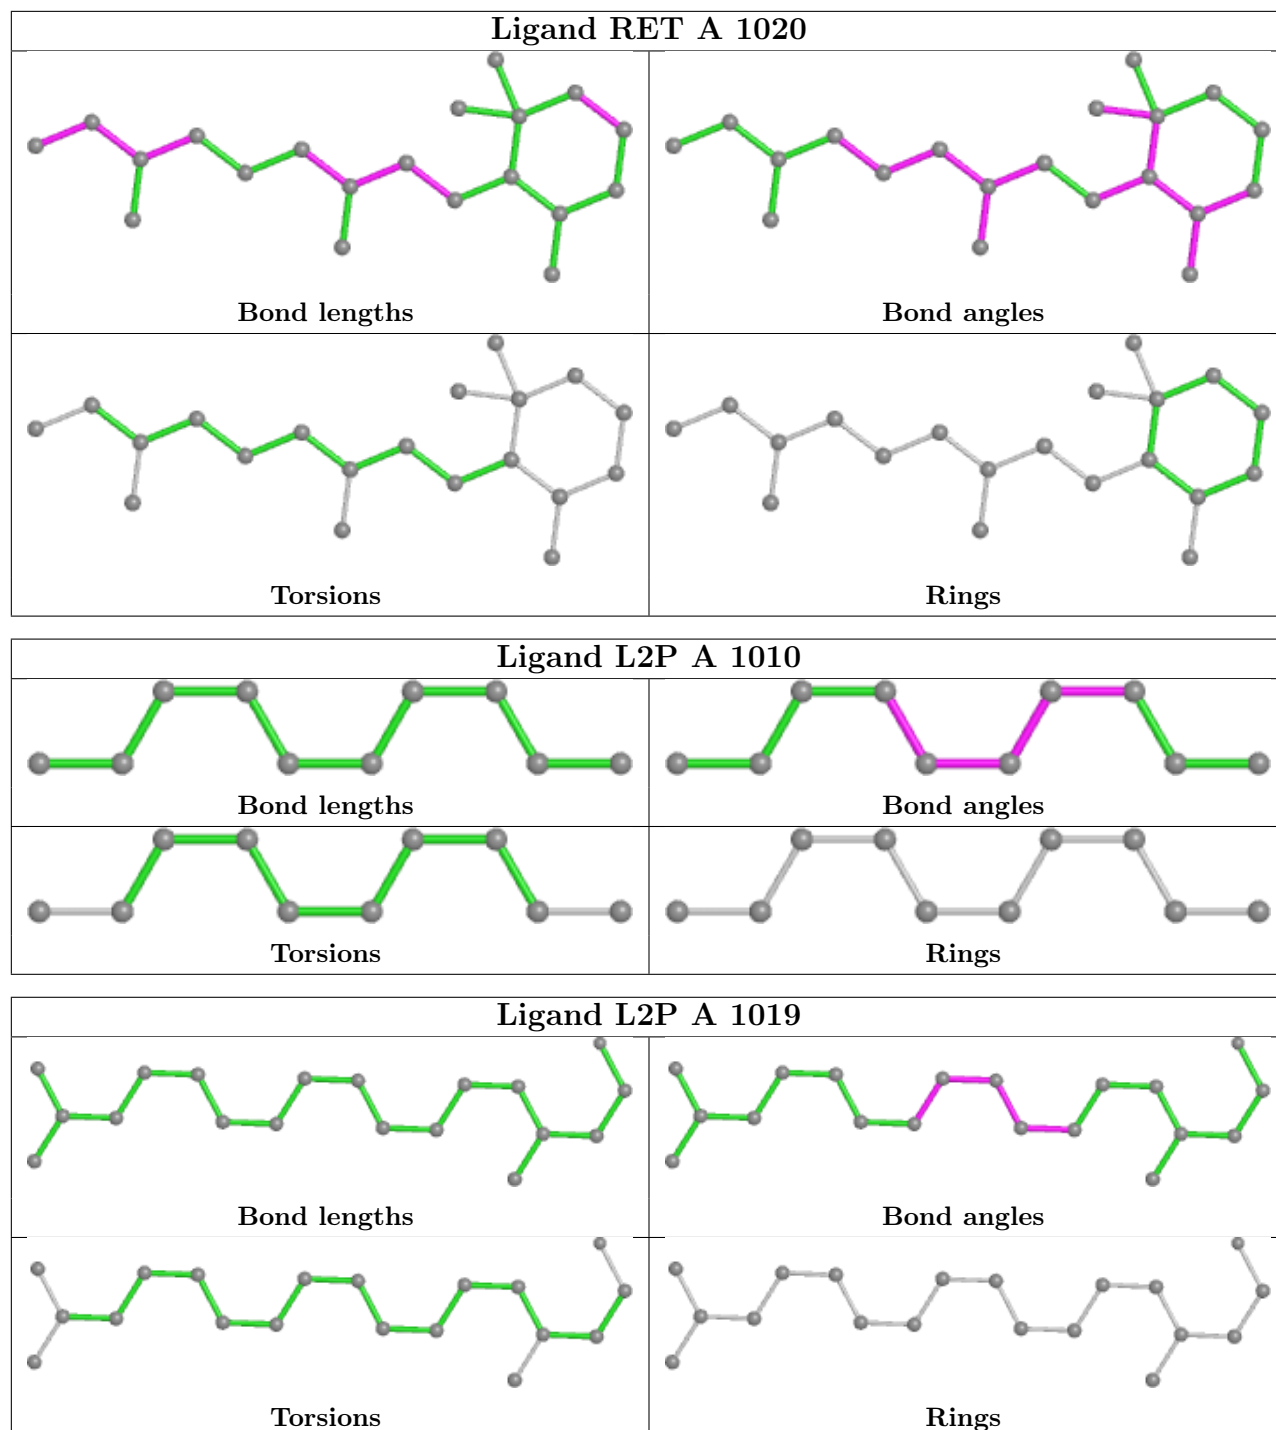 Ligand RET A 1020
Bond lengths
Bond angles
Torsions
Rings
Ligand L2P A 1010
Bond lengths
Bond angles
Torsions
Rings
Ligand L2P A 1019
Bond lengths
Bond angles
Torsions
Rings